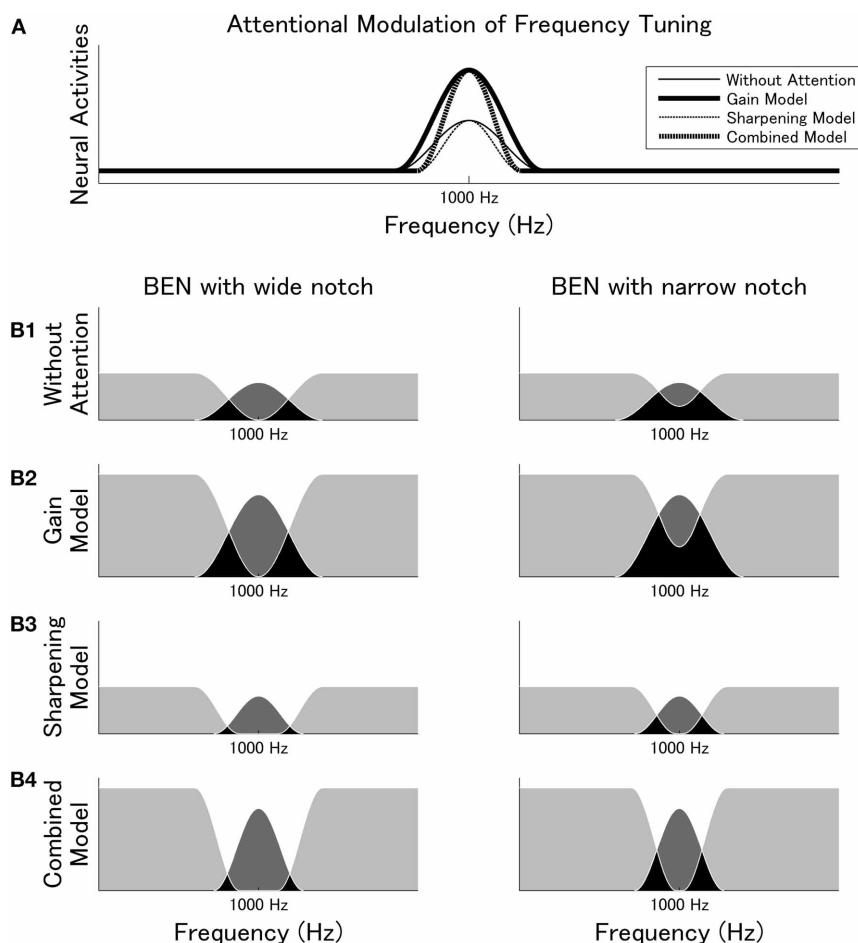 A
Attentional Modulation of Frequency Tuning
Neural Activities
Without Attention
Gain Model
Sharpening Model
Combined Model
1000 Hz
Frequency (Hz)
BEN with wide notch
BEN with narrow notch
B1
Without
Attention
1000 Hz
1000 Hz
B2
Gain
Model
1000 Hz
1000 Hz
B3
Sharpening
Model
1000 Hz
1000 Hz
B4
Combined
Model
1000 Hz
1000 Hz
Frequency (Hz)
Frequency (Hz)